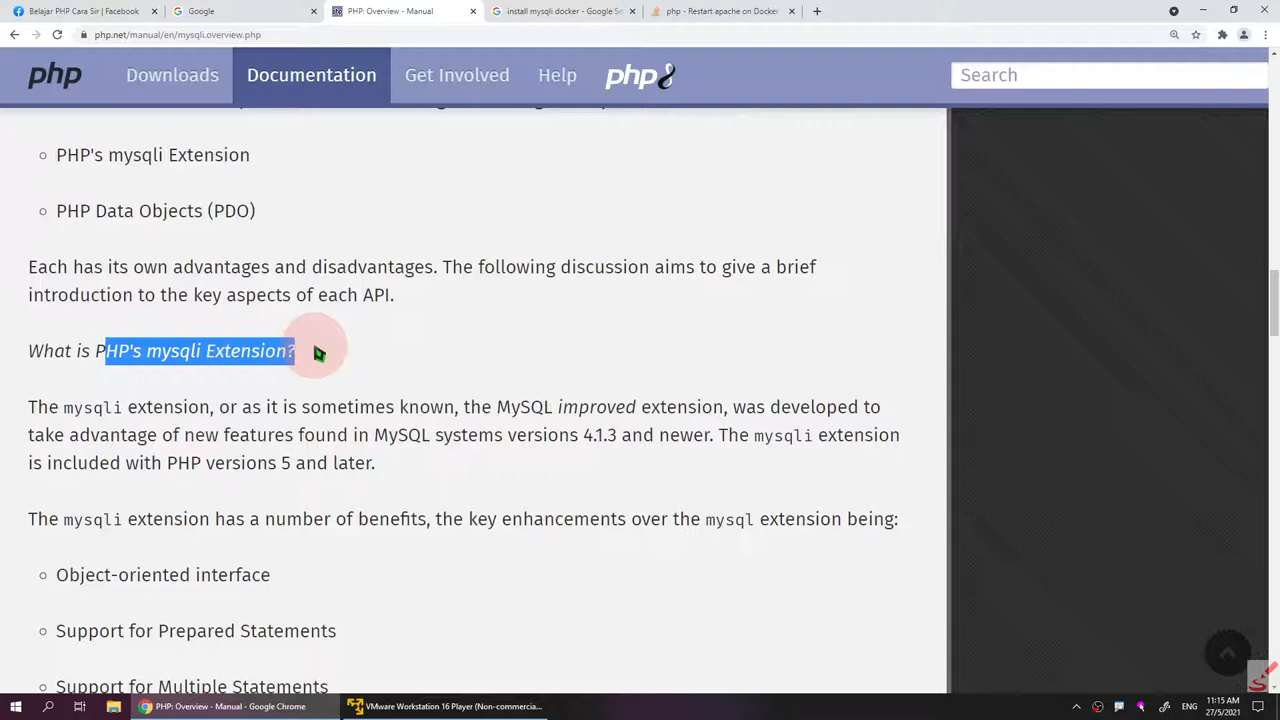 Belajar PHP Cara Sir | Facebook
Google
PHP: Overview - Manual
install mysqli docker - Google Se
php - Restart apache on Docker
php.net/manual/en/mysqli.overview.php
php
Downloads
Documentation
Get Involved
Help
php8
Search
PHP's mysqli Extension
PHP Data Objects (PDO)
Each has its own advantages and disadvantages. The following discussion aims to give a brief
introduction to the key aspects of each API.
What is PHP's mysqli Extension?
The mysqli extension, or as it is sometimes known, the MySQL improved extension, was developed to
take advantage of new features found in MySQL systems versions 4.1.3 and newer. The mysqli extension
is included with PHP versions 5 and later.
The mysqli extension has a number of benefits, the key enhancements over the mysql extension being:
Object-oriented interface
Support for Prepared Statements
Support for Multiple Statements
PHP: Overview - Manual - Google Chrome
VMware Workstation 16 Player (Non-commercia...
ENG
11:15 AM
27/5/2021